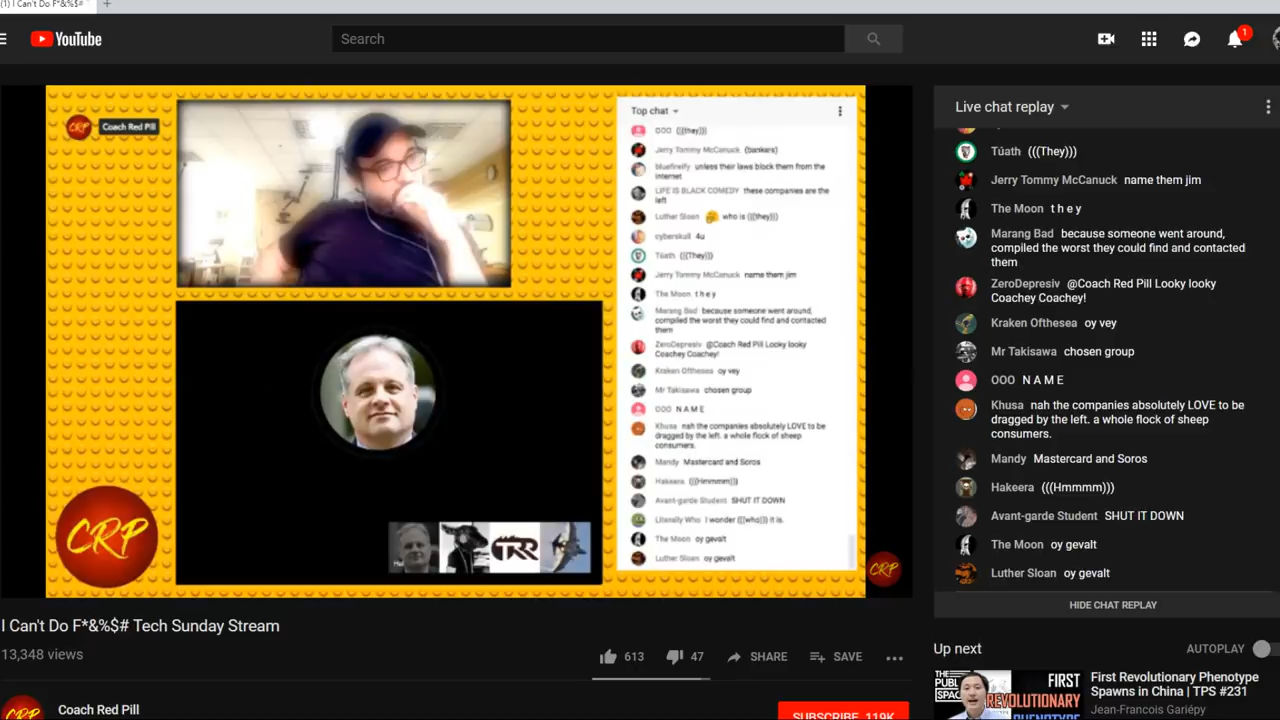 (1) I Can't Do F*&%$#
+
YouTube
Search
1
CRP
Coach Red Pill
Top chat
OOO (((they)))
Jerry Tommy McCanuck (bankers)
bluefireify unless their laws block them from the
internet
LIFE IS BLACK COMEDY these companies are the
left
Luther Sloan who is (((they)))
cyberskull 4u
Túath (((They)))
Jerry Tommy McCanuck name them jim
The Moon t h e y
Marang Bad because someone went around,
compiled the worst they could find and contacted
them
ZeroDepresiv @Coach Red Pill Looky looky
Coachey Coachey!
Kraken Ofthesea oy vey
Mr Takisawa chosen group
OOO N A M E
Khusa nah the companies absolutely LOVE to be
dragged by the left. a whole flock of sheep
consumers.
Mandy Mastercard and Soros
Hakeera (((Hmmmm)))
Avant-garde Student SHUT IT DOWN
Literally Who I wonder (((who))) it is.
The Moon oy gevalt
Luther Sloan oy gevalt
CRP
TRR
CRP
Live chat replay
Túath (((They)))
Jerry Tommy McCanuck name them jim
The Moon t h e y
Marang Bad because someone went around,
compiled the worst they could find and contacted
them
ZeroDepresiv @Coach Red Pill Looky looky
Coachey Coachey!
Kraken Ofthesea oy vey
Mr Takisawa chosen group
OOO N A M E
Khusa nah the companies absolutely LOVE to be
dragged by the left. a whole flock of sheep
consumers.
Mandy Mastercard and Soros
Hakeera (((Hmmmm)))
Avant-garde Student SHUT IT DOWN
The Moon oy gevalt
Luther Sloan oy gevalt
HIDE CHAT REPLAY
I Can't Do F*&%$# Tech Sunday Stream
13,348 views
613
47
SHARE
SAVE
Coach Red Pill
SUBSCRIBE 119K
Up next
AUTOPLAY
THE
PUBL
SPACE
FIRST
REVOLUTIONARY
PHENOTYPE
First Revolutionary Phenotype
Spawns in China | TPS #231
Jean-Francois Gariépy